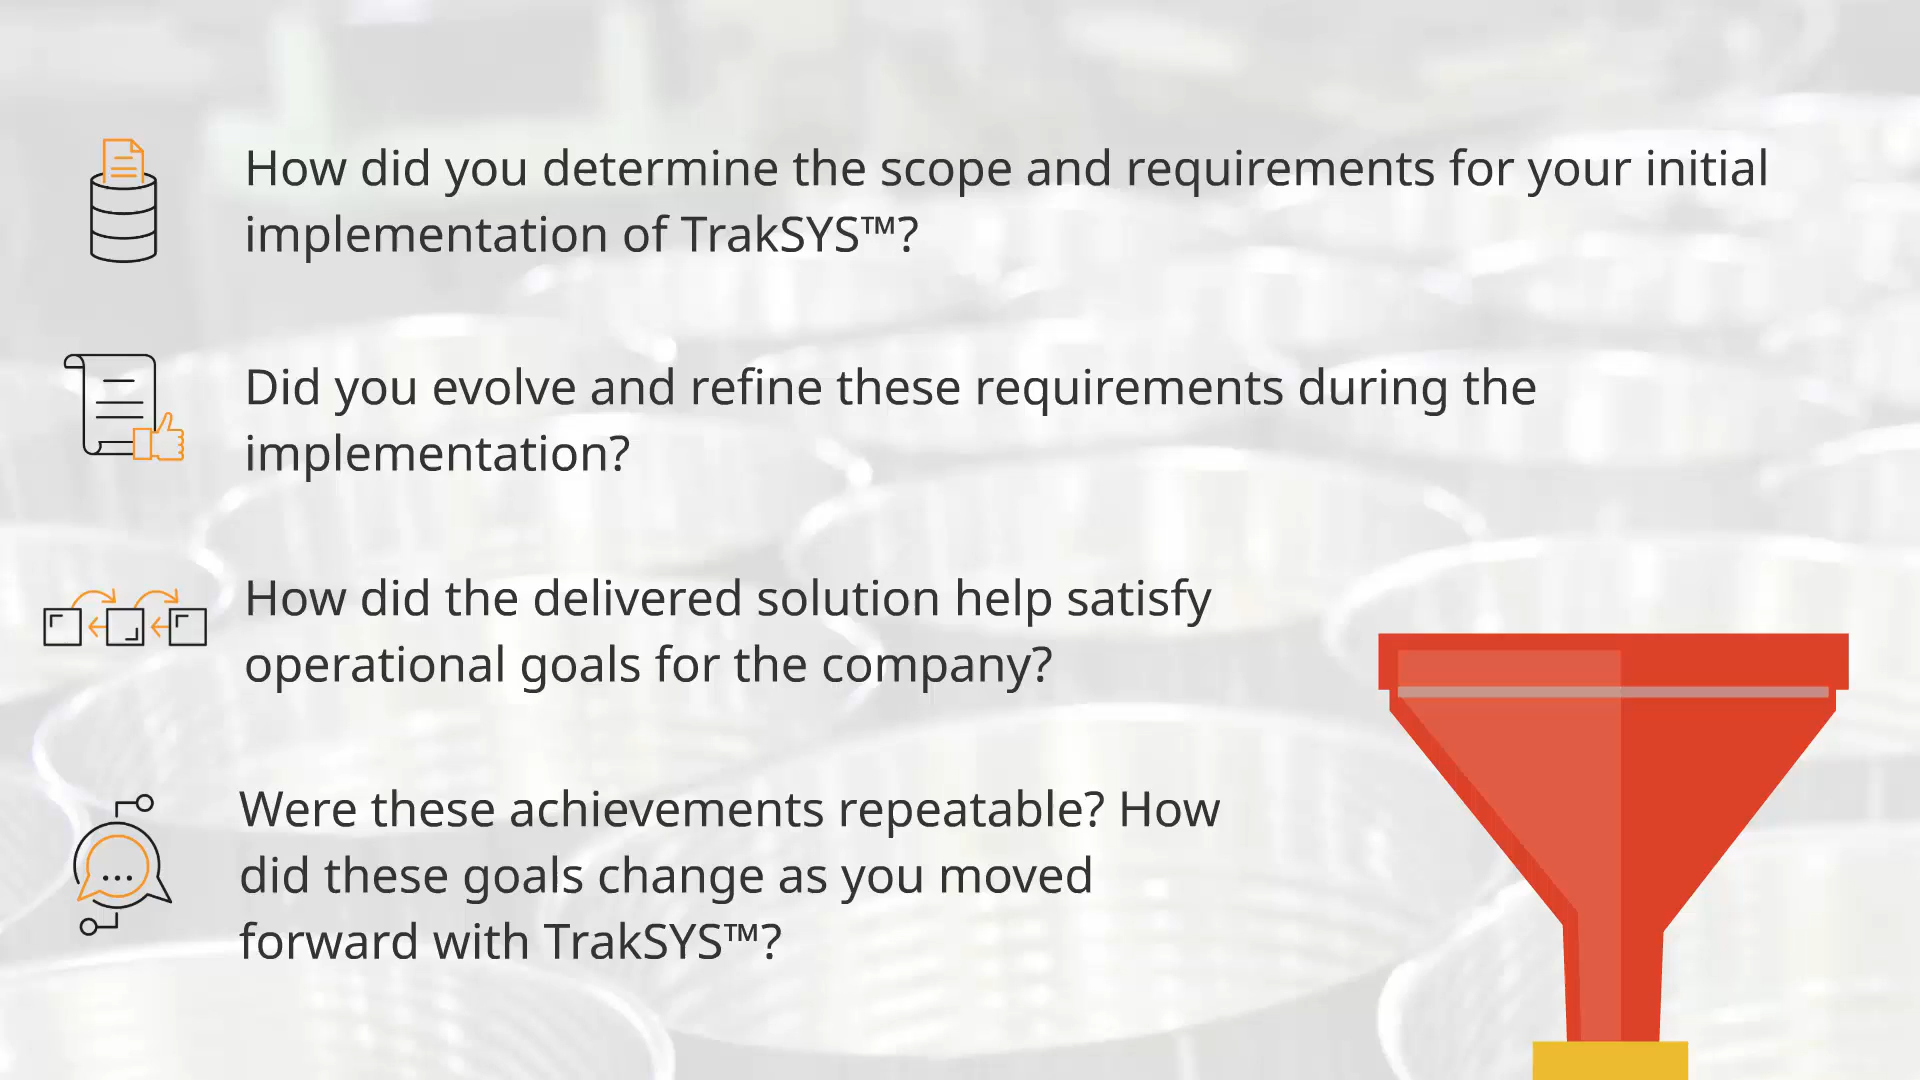 How did you determine the scope and requirements for your initial
implementation of TrakSYS™?
Did you evolve and refine these requirements during the
implementation?
How did the delivered solution help satisfy
operational goals for the company?
Were these achievements repeatable? How
did these goals change as you moved
forward with TrakSYS™?